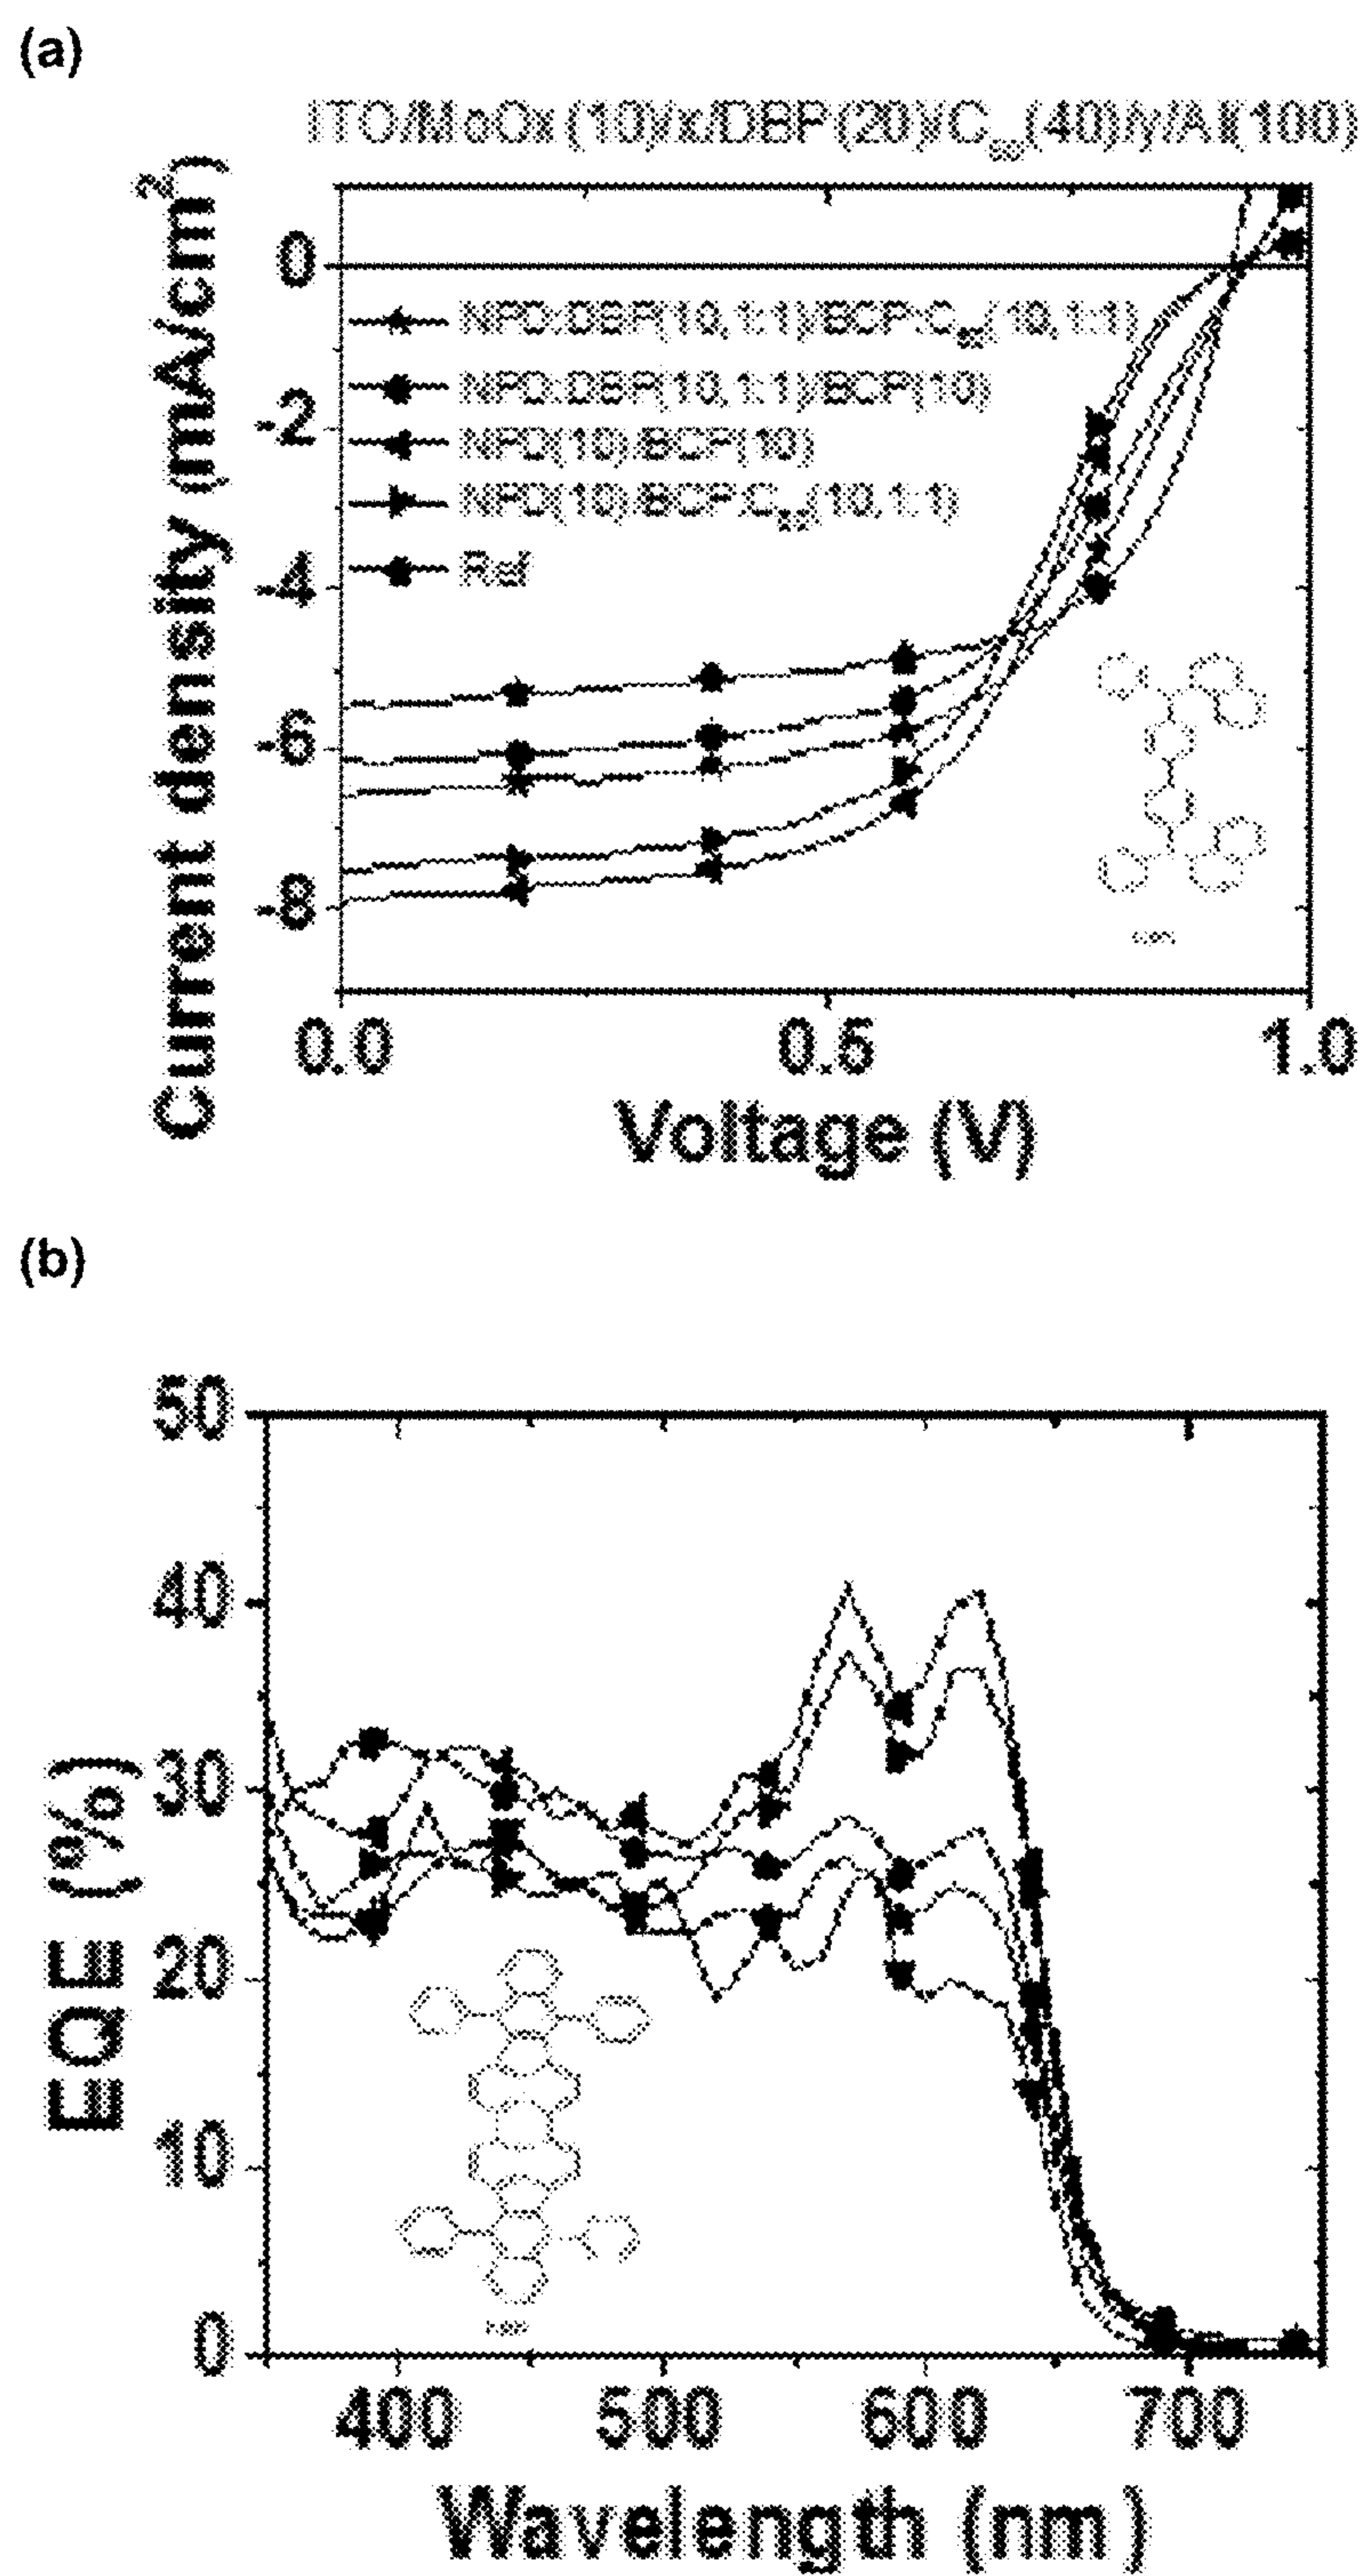 (a)
ITO/MoOx(10)/x/DBP(20)/C60(40)/y/Al(100)
Current density (mA/cm2)
0
-2
-4
-6
-8
NPD:DBP(10,1:1)/BCP:C60(10,1:1)
NPD:DBP(10,1:1)/BCP(10)
NPD(10)/BCP(10)
NPD(10)/BCP:C60(10,1:1)
Ref
0.0 0.5 1.0
Voltage (V)
(b)
EQE (%)
50
40
30
20
10
0
400 500 600 700
Wavelength (nm)